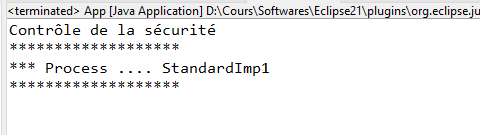 <terminated> App [Java Application] D:\Cours\Softwares\Eclipse21\plugins\org.eclipse.ju
Contrôle de la sécurité
*******************
*** Process .... StandardImp1
*******************